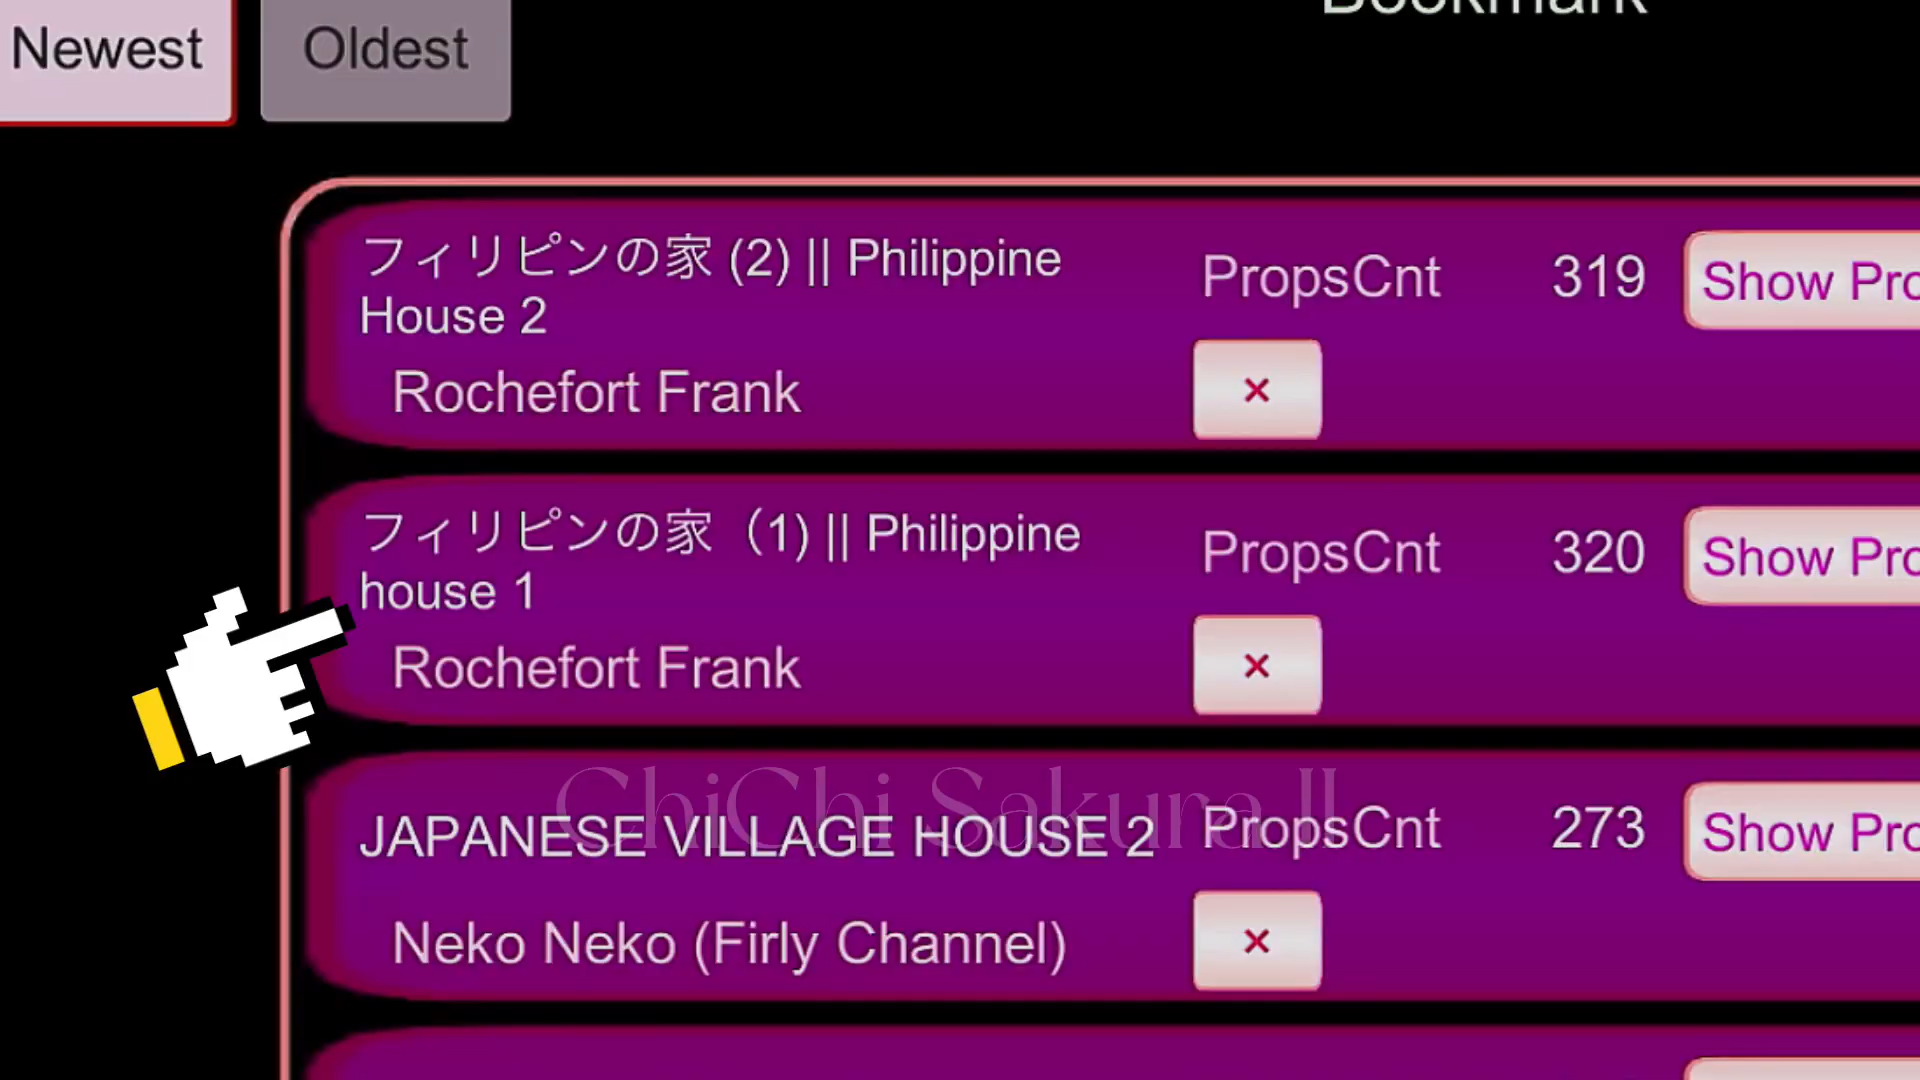 Bookmark
Newest
Oldest
フィリピンの家 (2) || Philippine
House 2
PropsCnt
319
Show Pro
Rochefort Frank
×
フィリピンの家（1) || Philippine
house 1
PropsCnt
320
Show Pro
Rochefort Frank
×
ChiChi Sakura II
JAPANESE VILLAGE HOUSE 2
PropsCnt
273
Show Pro
Neko Neko (Firly Channel)
×